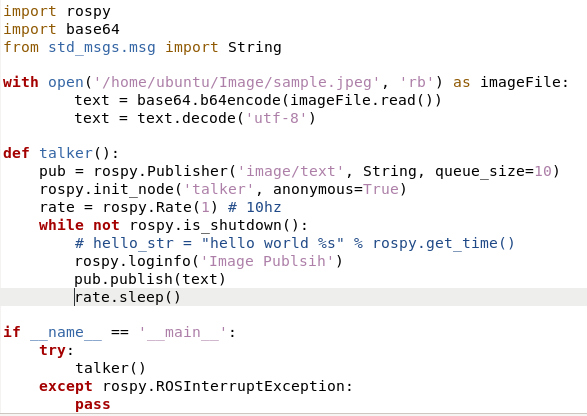 import rospy
import base64
from std_msgs.msg import String

with open('/home/ubuntu/Image/sample.jpeg', 'rb') as imageFile:
        text = base64.b64encode(imageFile.read())
        text = text.decode('utf-8')

def talker():
    pub = rospy.Publisher('image/text', String, queue_size=10)
    rospy.init_node('talker', anonymous=True)
    rate = rospy.Rate(1) # 10hz
    while not rospy.is_shutdown():
        # hello_str = "hello world %s" % rospy.get_time()
        rospy.loginfo('Image Publsih')
        pub.publish(text)
        rate.sleep()

if __name__ == '__main__':
    try:
        talker()
    except rospy.ROSInterruptException:
        pass